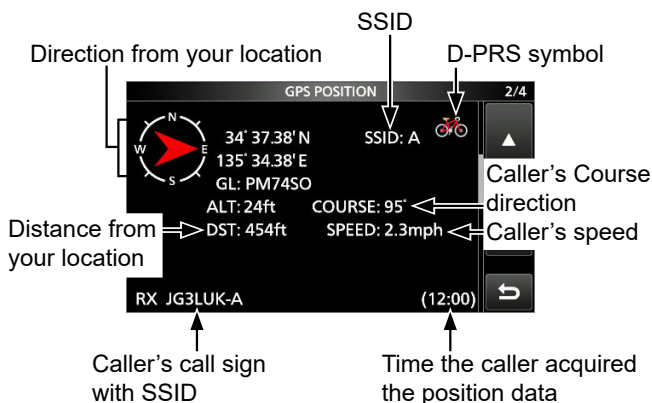 SSID
Direction from your location
D-PRS symbol
GPS POSITION
2/4
N
W
E
S
34°37.38'N
SSID: A
135°34.38'E
GL: PM74SO
ALT: 24ft
COURSE: 95°
Caller's Course
direction
Distance from
your location
DST: 454ft
SPEED: 2.3mph
Caller's speed
RX JG3LUK-A
(12:00)
Caller's call sign
with SSID
Time the caller acquired
the position data